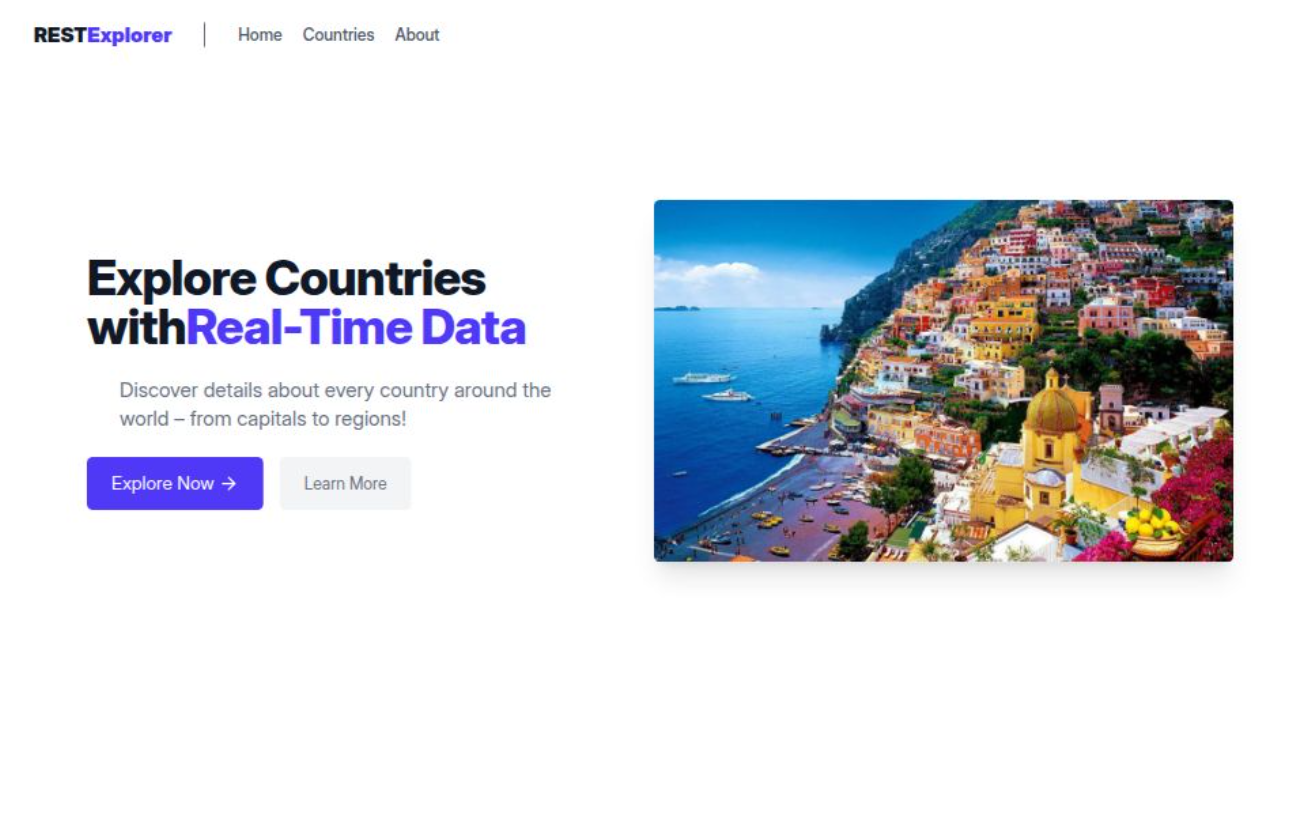 RESTExplorer
Home Countries About
Explore Countries
withReal-Time Data
Discover details about every country around the
world – from capitals to regions!
Explore Now →
Learn More